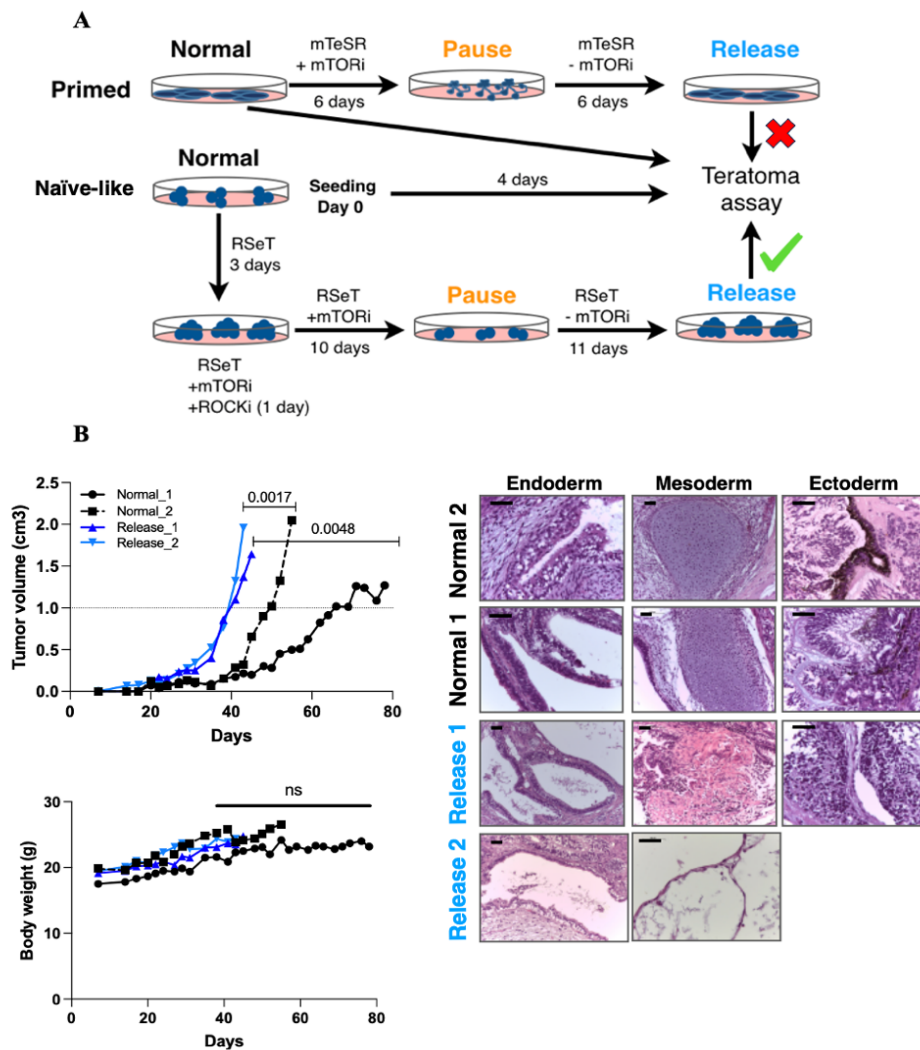 A
Normal
mTeSR
+ mTORi
6 days
Pause
mTeSR
- mTORi
6 days
Release
Primed
Normal
Naïve-like
Seeding
Day 0
4 days
Teratoma
assay
RSeT
3 days
RSeT
+mTORi
10 days
Pause
RSeT
- mTORi
11 days
Release
RSeT
+mTORi
+ROCKi (1 day)
B
Tumor volume (cm3)
2.5
2.0
1.5
1.0
0.5
0.0
Normal_1
Normal_2
Release_1
Release_2
0.0017
0.0048
0 20 40 60 80
Days
Body weight (g)
30
20
10
0
ns
0 20 40 60 80
Days
Endoderm Mesoderm Ectoderm
Normal 2
Normal 1
Release 1
Release 2